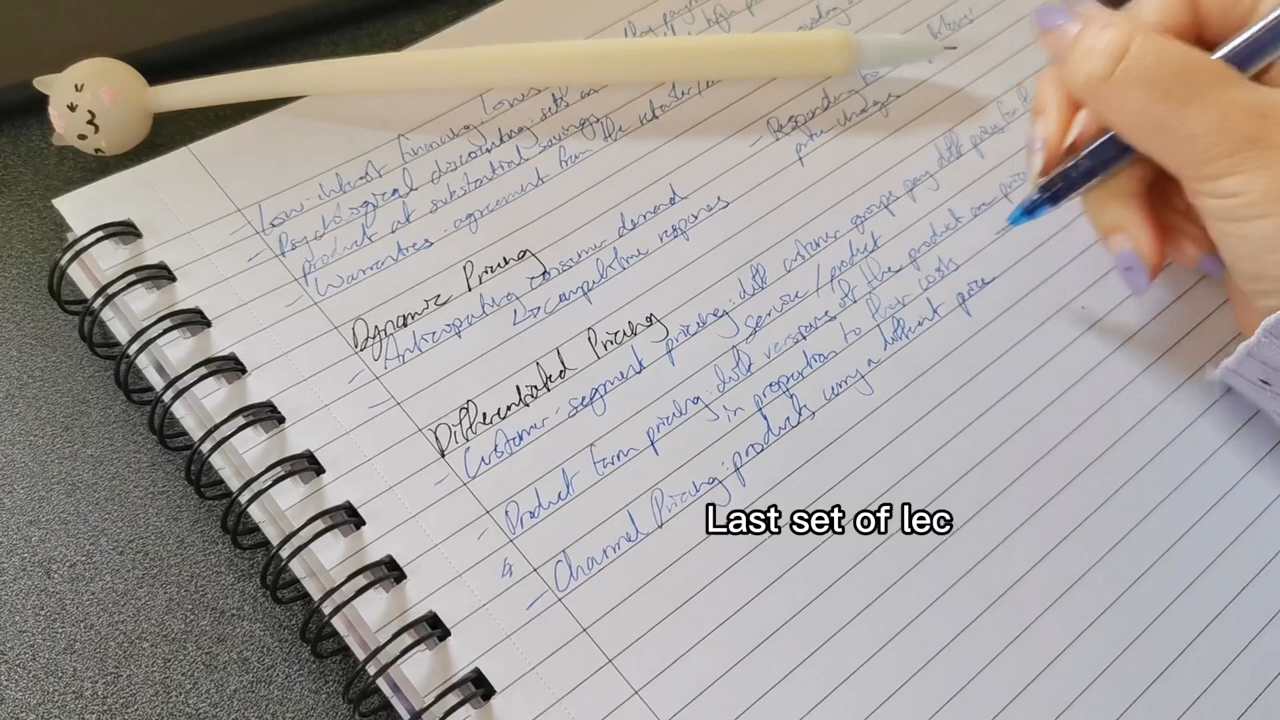 - Low-interest financing
- Psychological discounting: sets an
product at substantial savings
- Warranties: agreement from the retailer/
- Responding to
price changes
Dynamic Pricing
- Anticipating consumer demand
↳ competitive respones
Differentiated Pricing
- Customer-segment pricing: diff customer groups pay diff prices for
service/product
- Product form pricing: diff versions of the product are
in proportion to their costs
- Channel Pricing: products carry a different price
Last set of lec